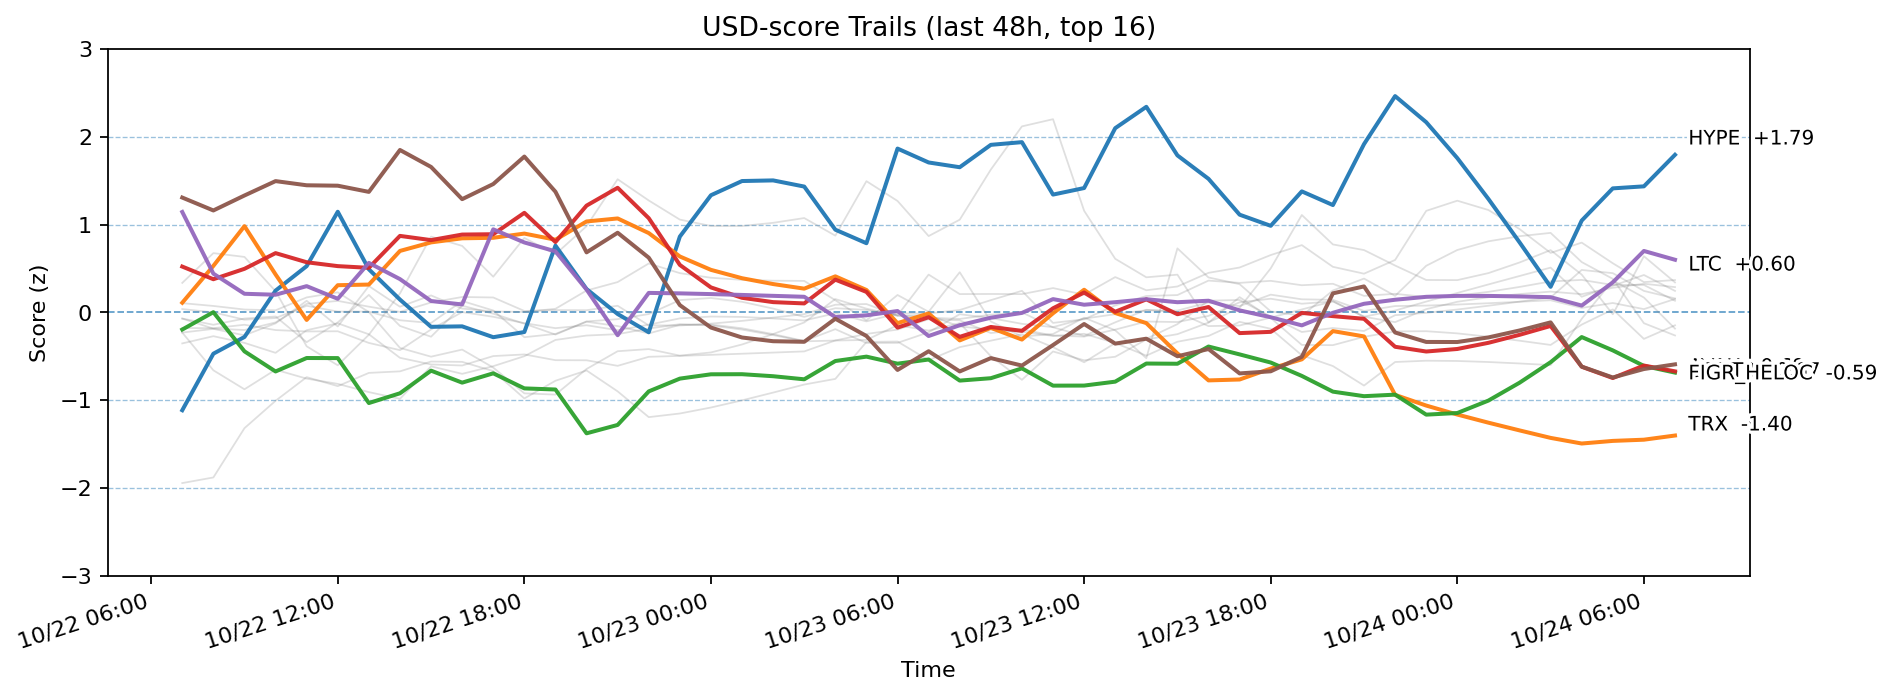 USD-score Trails (last 48h, top 16)
Score (z)
3
2
1
0
−1
−2
−3
HYPE +1.79
LTC +0.60
FIGR_HELOC -0.59
TRX -1.40
10/22 06:00
10/22 12:00
10/22 18:00
10/23 00:00
10/23 06:00
10/23 12:00
10/23 18:00
10/24 00:00
10/24 06:00
Time